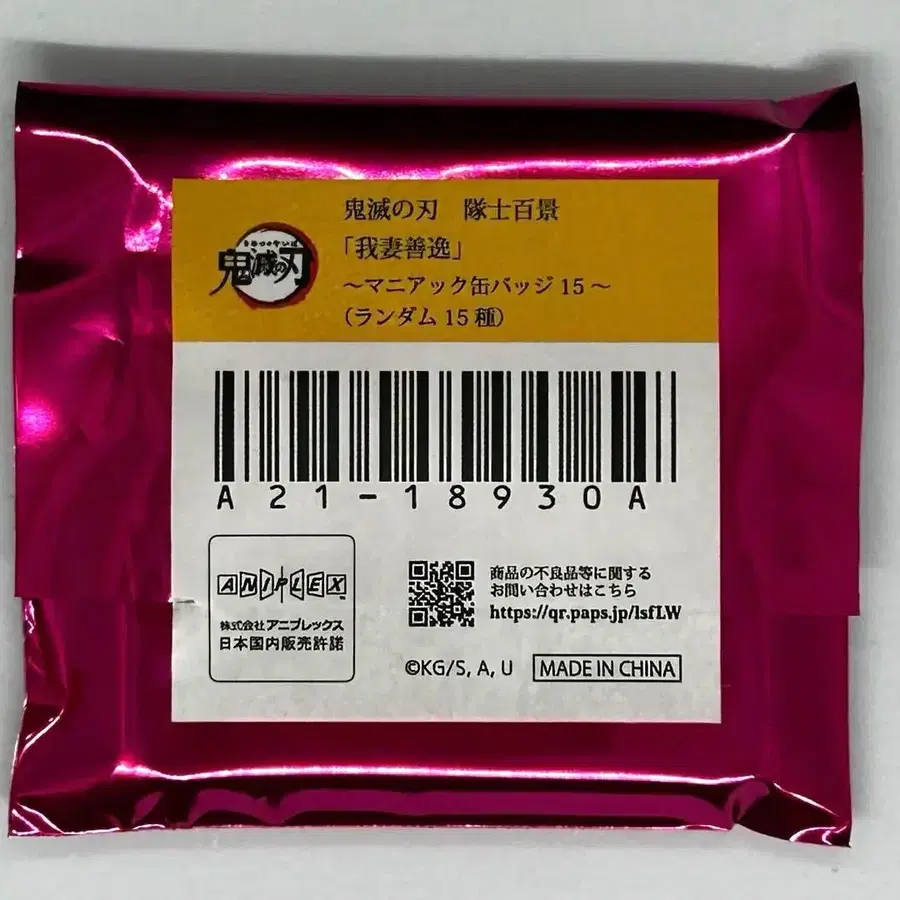 鬼滅の刃　隊士百景
「我妻善逸」
～マニアック缶バッジ 15～
（ランダム 15 種）
鬼滅の刃
A21-18930A
ANIPLEX
株式会社 アニプレックス
日本国内販売許諾
商品の不良品等に関する
お問い合わせはこちら
https://qr.paps.jp/lsfLW
©KG/S, A, U
MADE IN CHINA